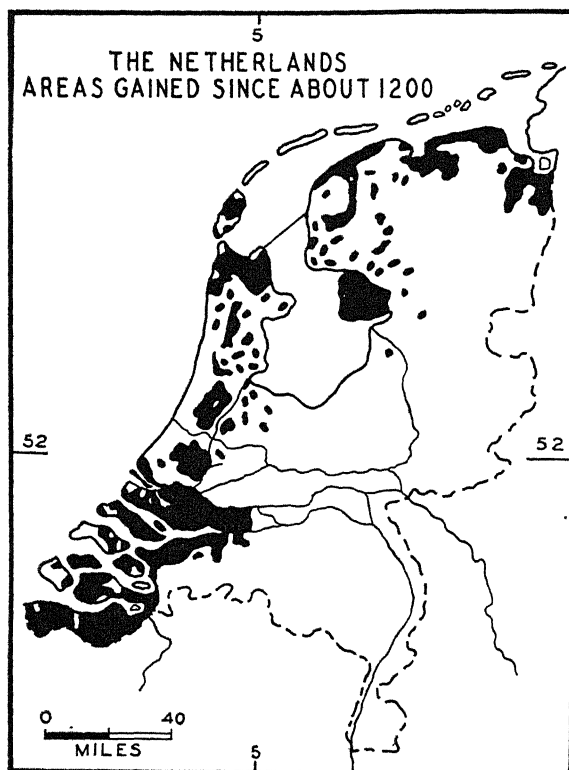 5
THE NETHERLANDS
AREAS GAINED SINCE ABOUT 1200
52 52
0 40
MILES
5